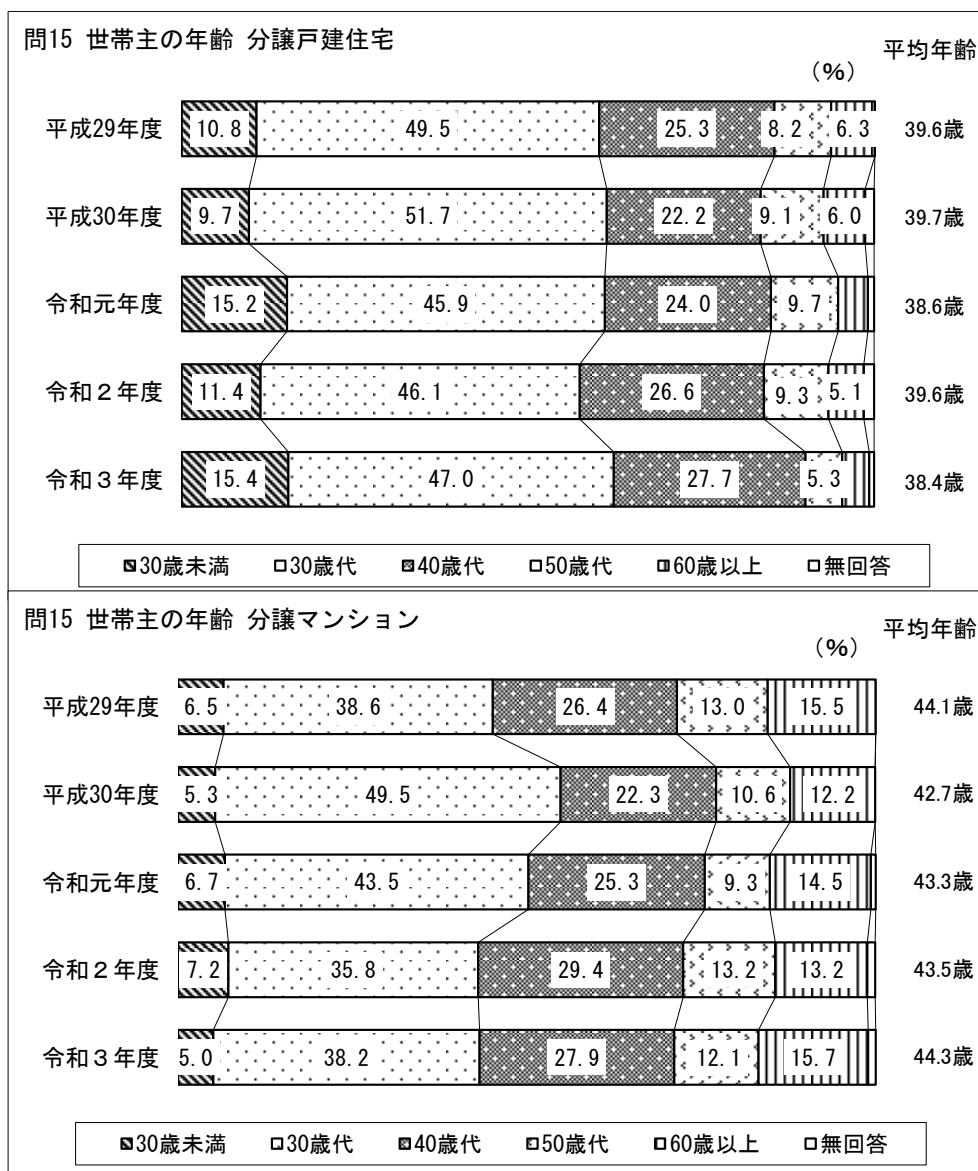 問15 世帯主の年齢 分譲戸建住宅
平均年齢
（%）
平成29年度 10.8 49.5 25.3 8.2 6.3 39.6歳
平成30年度 9.7 51.7 22.2 9.1 6.0 39.7歳
令和元年度 15.2 45.9 24.0 9.7 38.6歳
令和２年度 11.4 46.1 26.6 9.3 5.1 39.6歳
令和３年度 15.4 47.0 27.7 5.3 38.4歳
30歳未満 30歳代 40歳代 50歳代 60歳以上 無回答
問15 世帯主の年齢 分譲マンション
平均年齢
（%）
平成29年度 6.5 38.6 26.4 13.0 15.5 44.1歳
平成30年度 5.3 49.5 22.3 10.6 12.2 42.7歳
令和元年度 6.7 43.5 25.3 9.3 14.5 43.3歳
令和２年度 7.2 35.8 29.4 13.2 13.2 43.5歳
令和３年度 5.0 38.2 27.9 12.1 15.7 44.3歳
30歳未満 30歳代 40歳代 50歳代 60歳以上 無回答